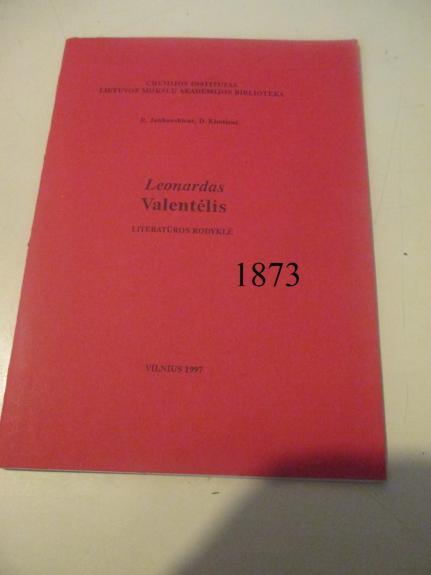 CHEMIJOS INSTITUTAS
LIETUVOS MOKSLŲ AKADEMIJOS BIBLIOTEKA
Leonardas
Valentėlis
LITERATŪROS RODYKLĖ
1873
VILNIUS 1997